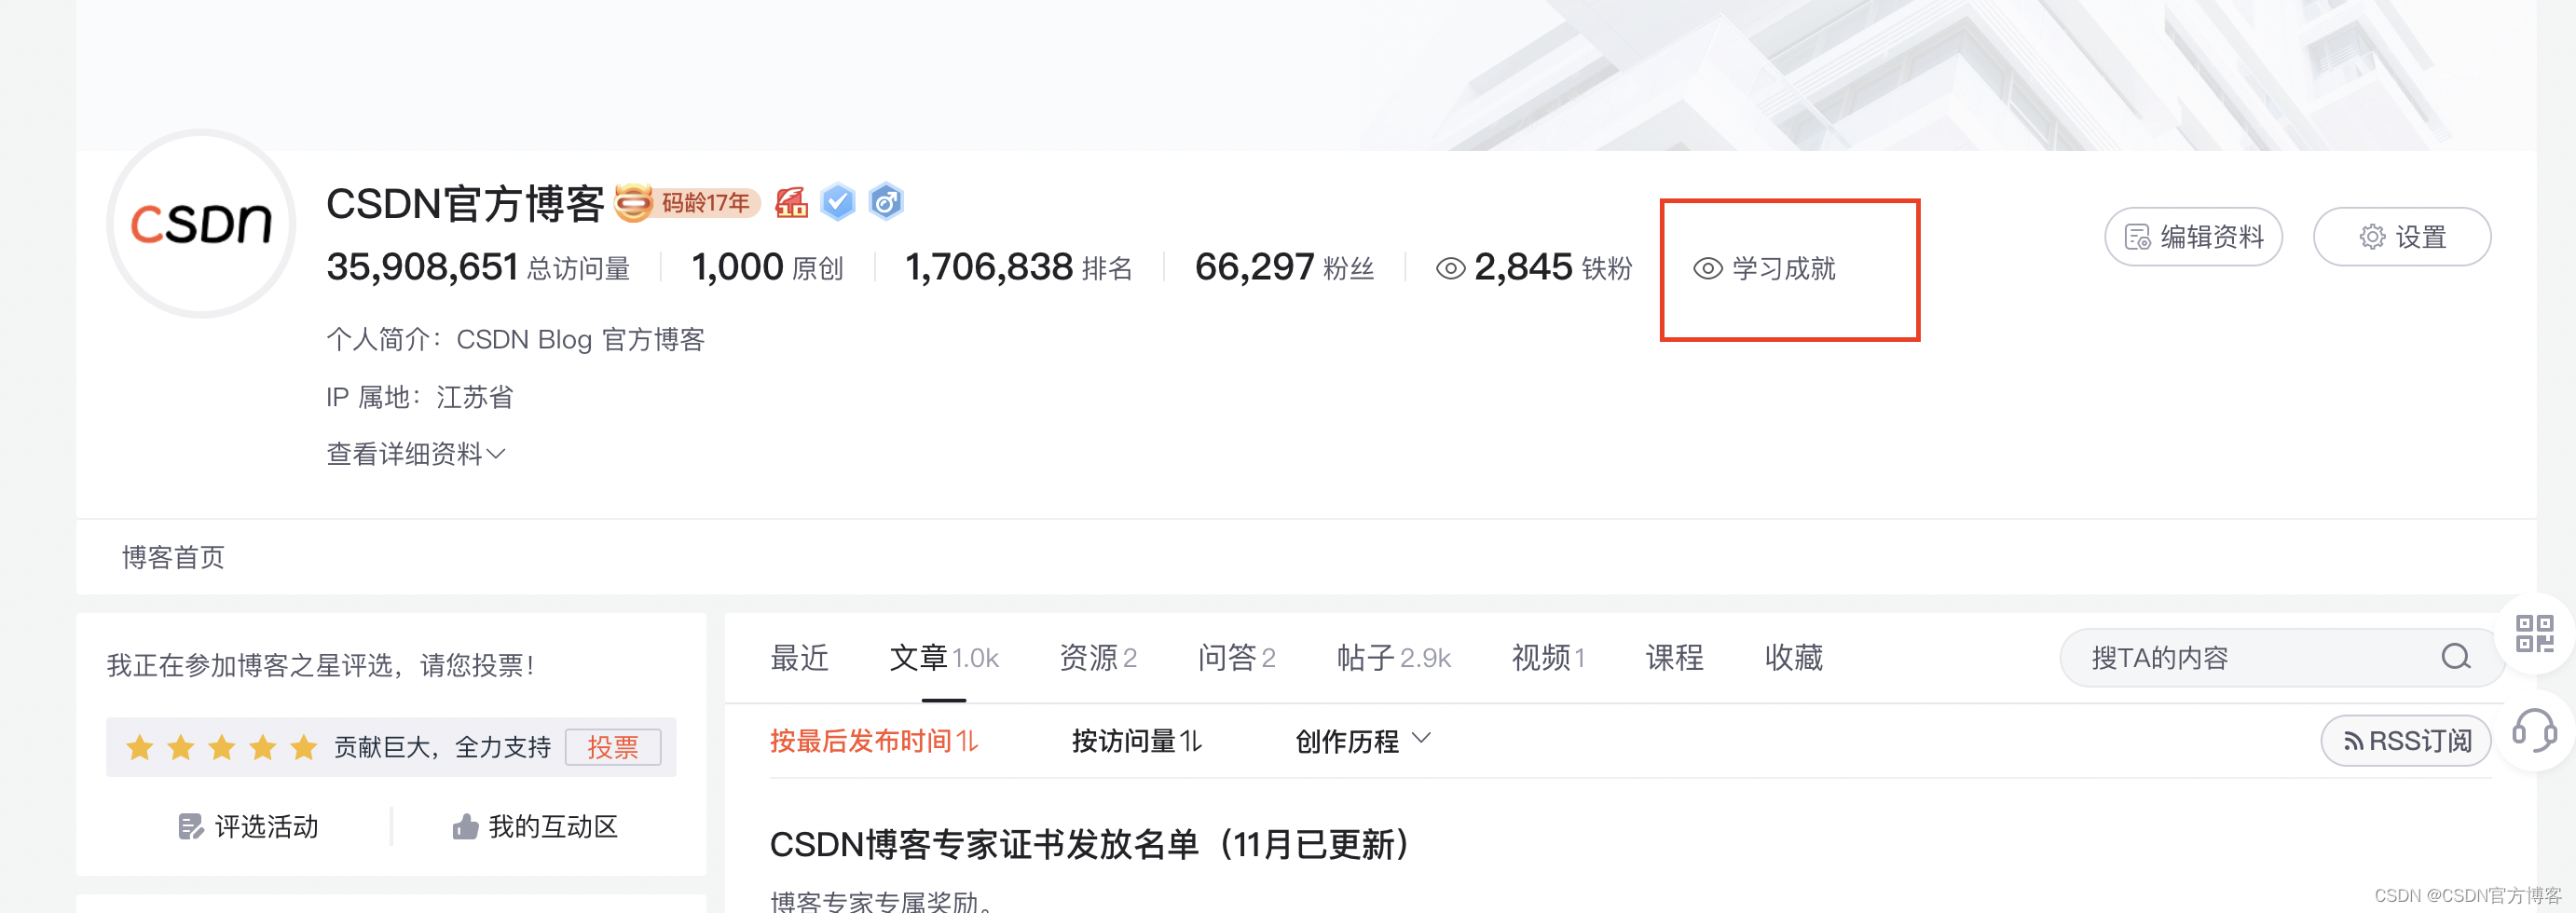 CSDN
CSDN官方博客 码龄17年
35,908,651 总访问量 1,000 原创 1,706,838 排名 66,297 粉丝 2,845 铁粉 学习成就
编辑资料 设置
个人简介：CSDN Blog 官方博客
IP 属地：江苏省
查看详细资料
博客首页
我正在参加博客之星评选，请您投票！
贡献巨大，全力支持 投票
评选活动 我的互动区
最近 文章 1.0k 资源 2 问答 2 帖子 2.9k 视频 1 课程 收藏 搜TA的内容
按最后发布时间 按访问量 创作历程 RSS订阅
CSDN博客专家证书发放名单（11月已更新）
博客专家专属奖励。
CSDN @CSDN官方博客